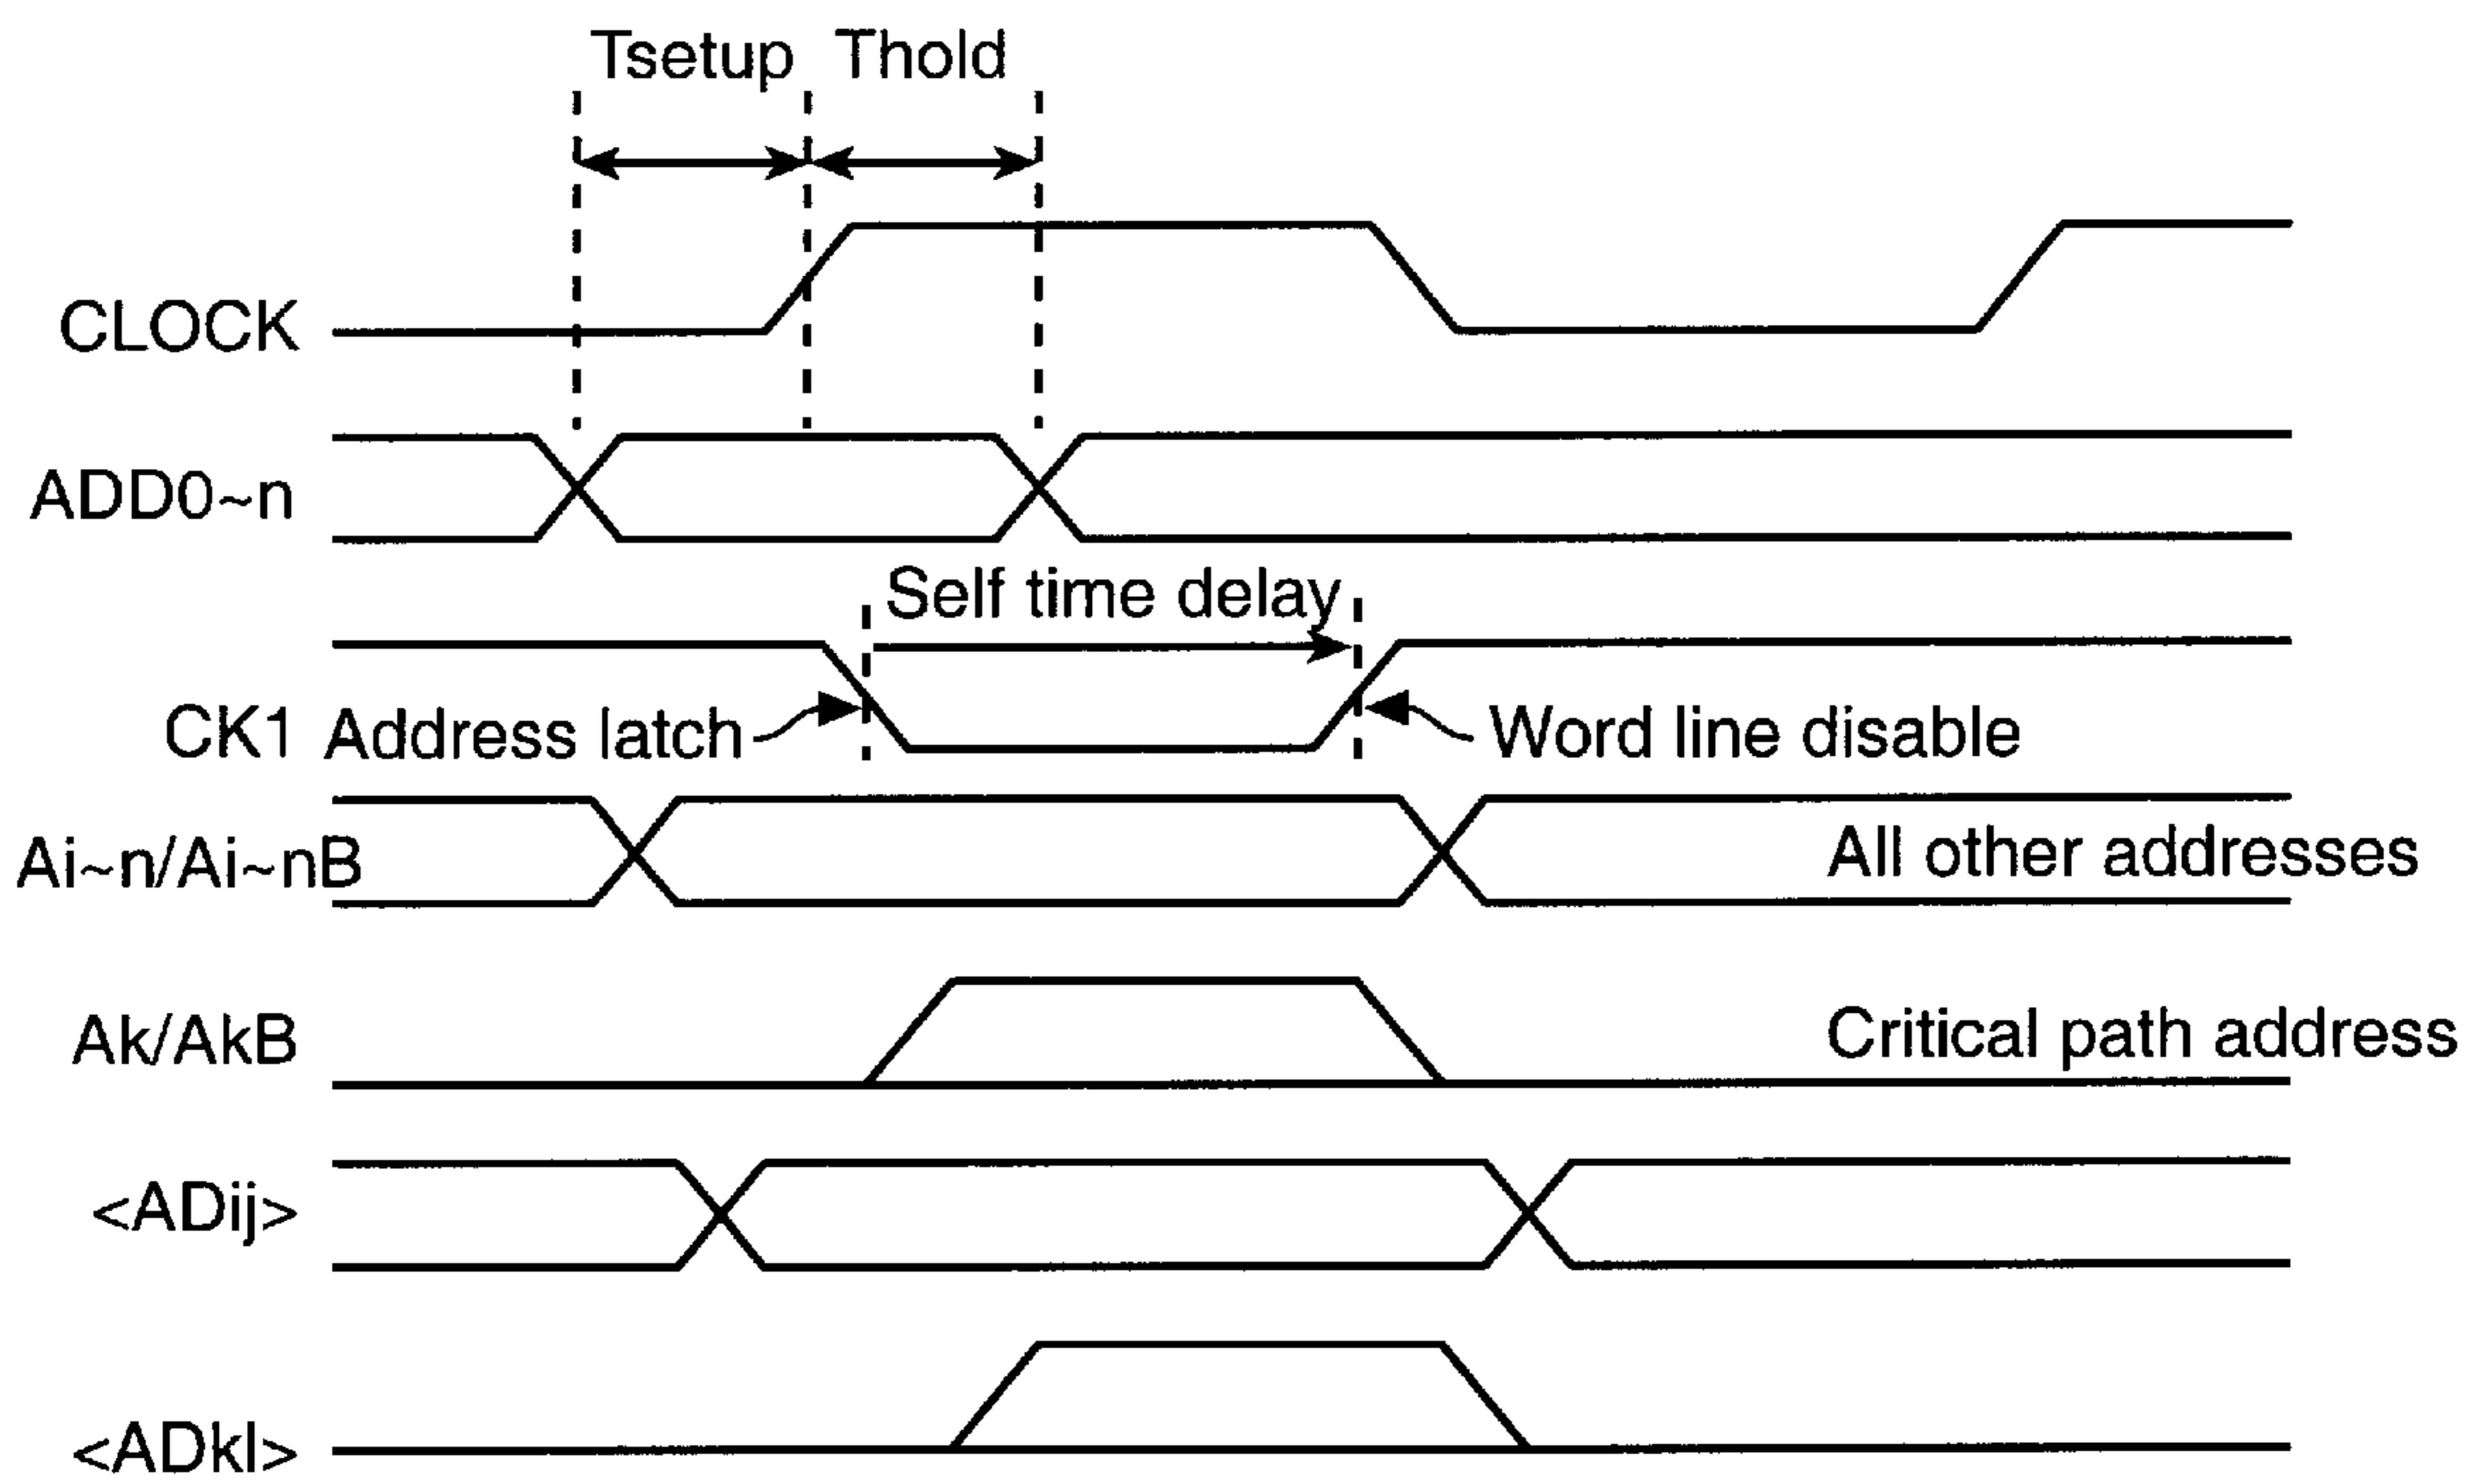 Tsetup Thold
CLOCK
ADD0~n
Self time delay
CK1 Address latch Word line disable
Ai~n/Ai~nB All other addresses
Ak/AkB Critical path address
<ADij>
<ADkl>